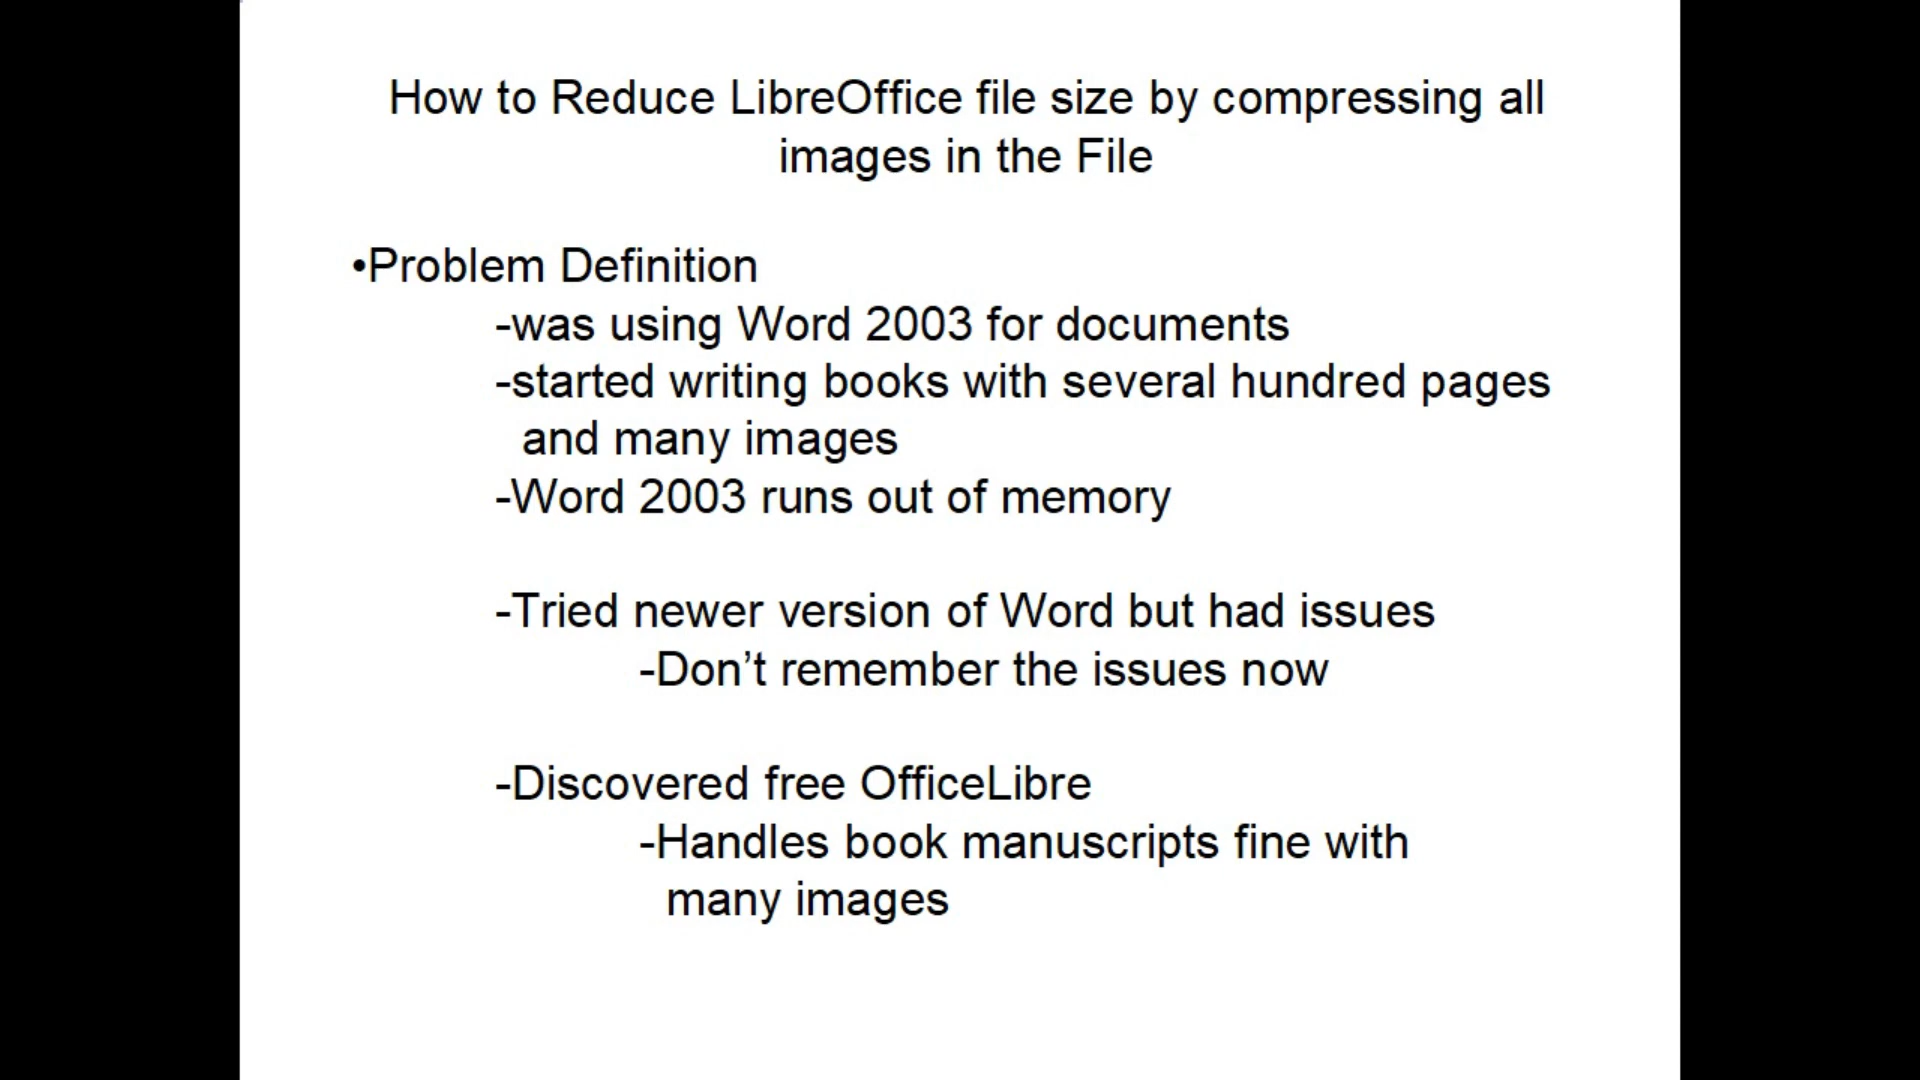 How to Reduce LibreOffice file size by compressing all
images in the File
•Problem Definition
-was using Word 2003 for documents
-started writing books with several hundred pages
and many images
-Word 2003 runs out of memory
-Tried newer version of Word but had issues
-Don’t remember the issues now
-Discovered free OfficeLibre
-Handles book manuscripts fine with
many images